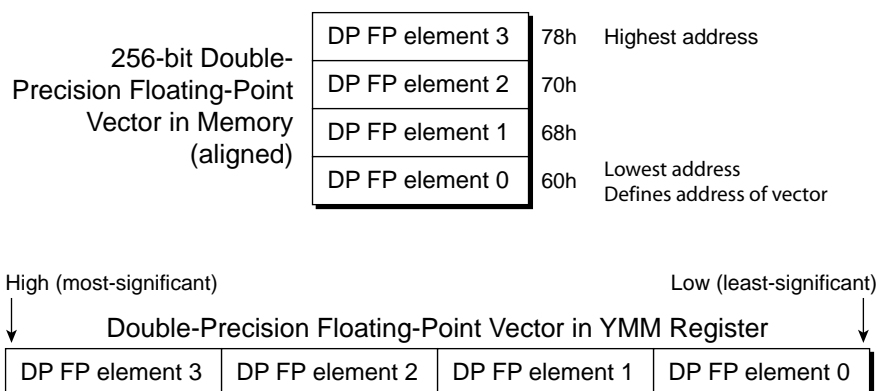 256-bit Double-
Precision Floating-Point
Vector in Memory
(aligned)
DP FP element 3 78h Highest address
DP FP element 2 70h
DP FP element 1 68h
DP FP element 0 60h Lowest address
Defines address of vector
High (most-significant) Low (least-significant)
Double-Precision Floating-Point Vector in YMM Register
DP FP element 3 DP FP element 2 DP FP element 1 DP FP element 0